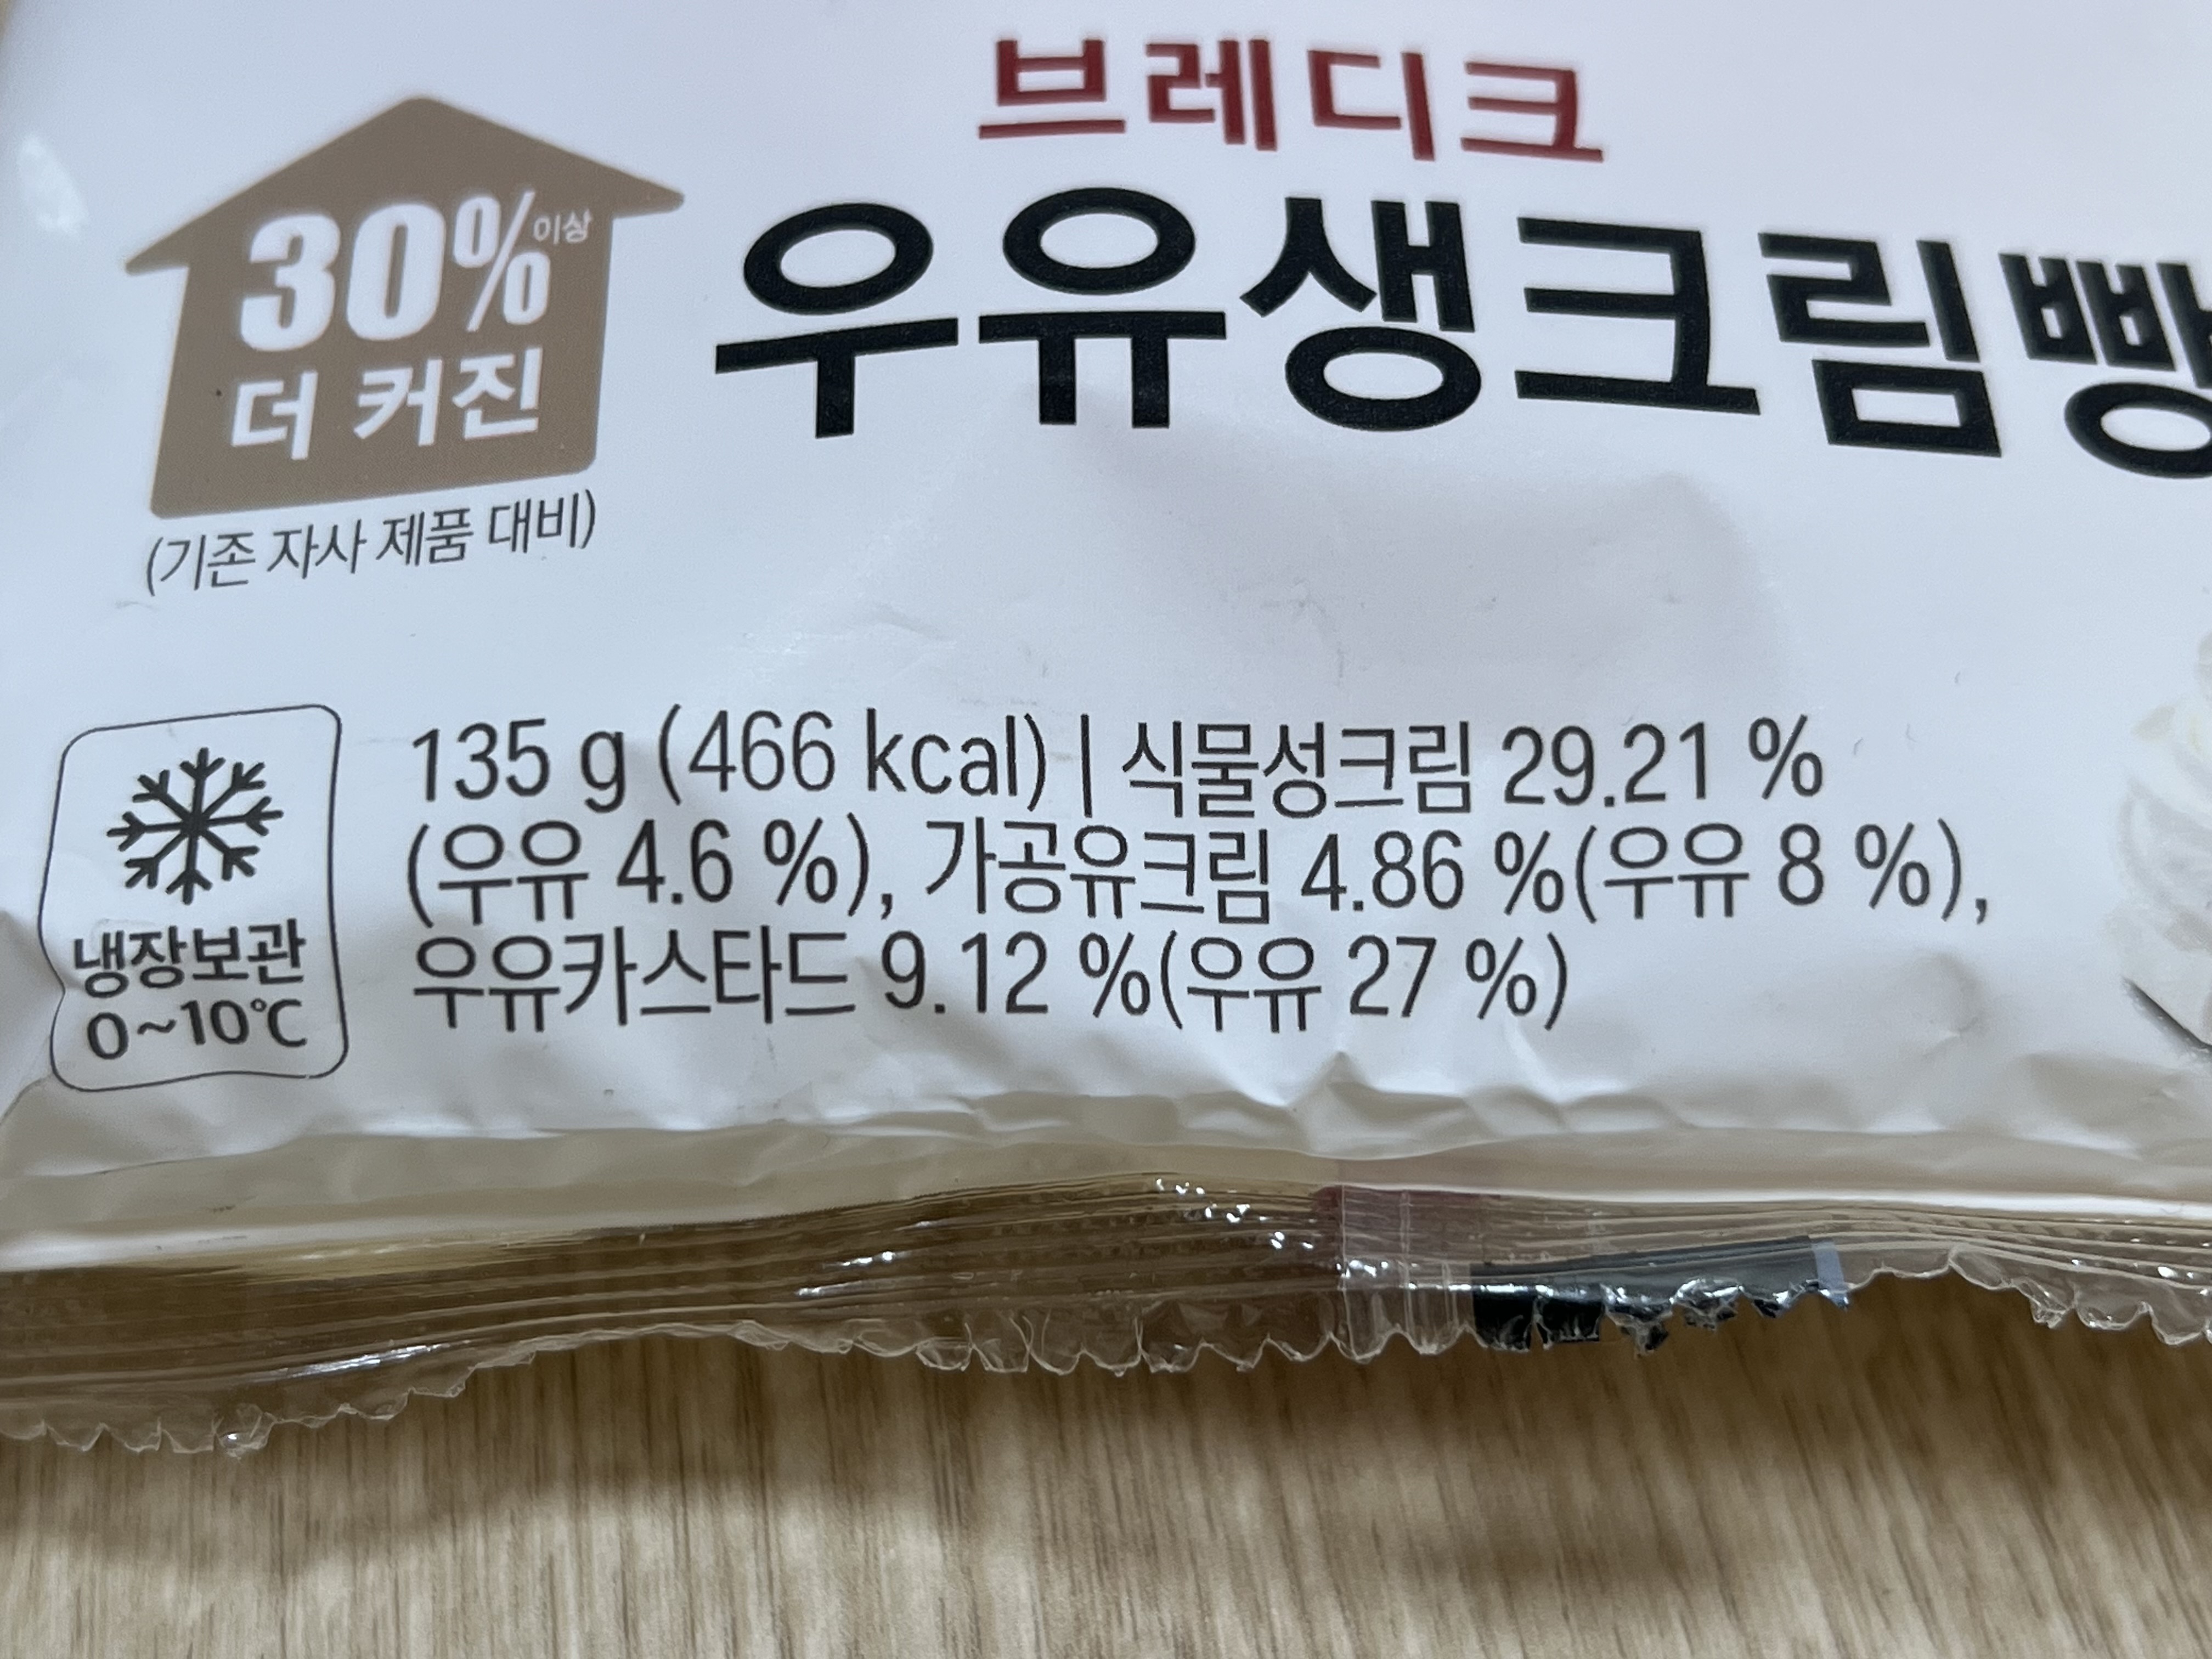 브레디크
30%이상
더 커진
(기존 자사 제품 대비)
우유생크림빵
냉장보관
0~10℃
135 g (466 kcal) | 식물성크림 29.21 %
(우유 4.6 %), 가공유크림 4.86 %(우유 8 %),
우유카스타드 9.12 %(우유 27 %)